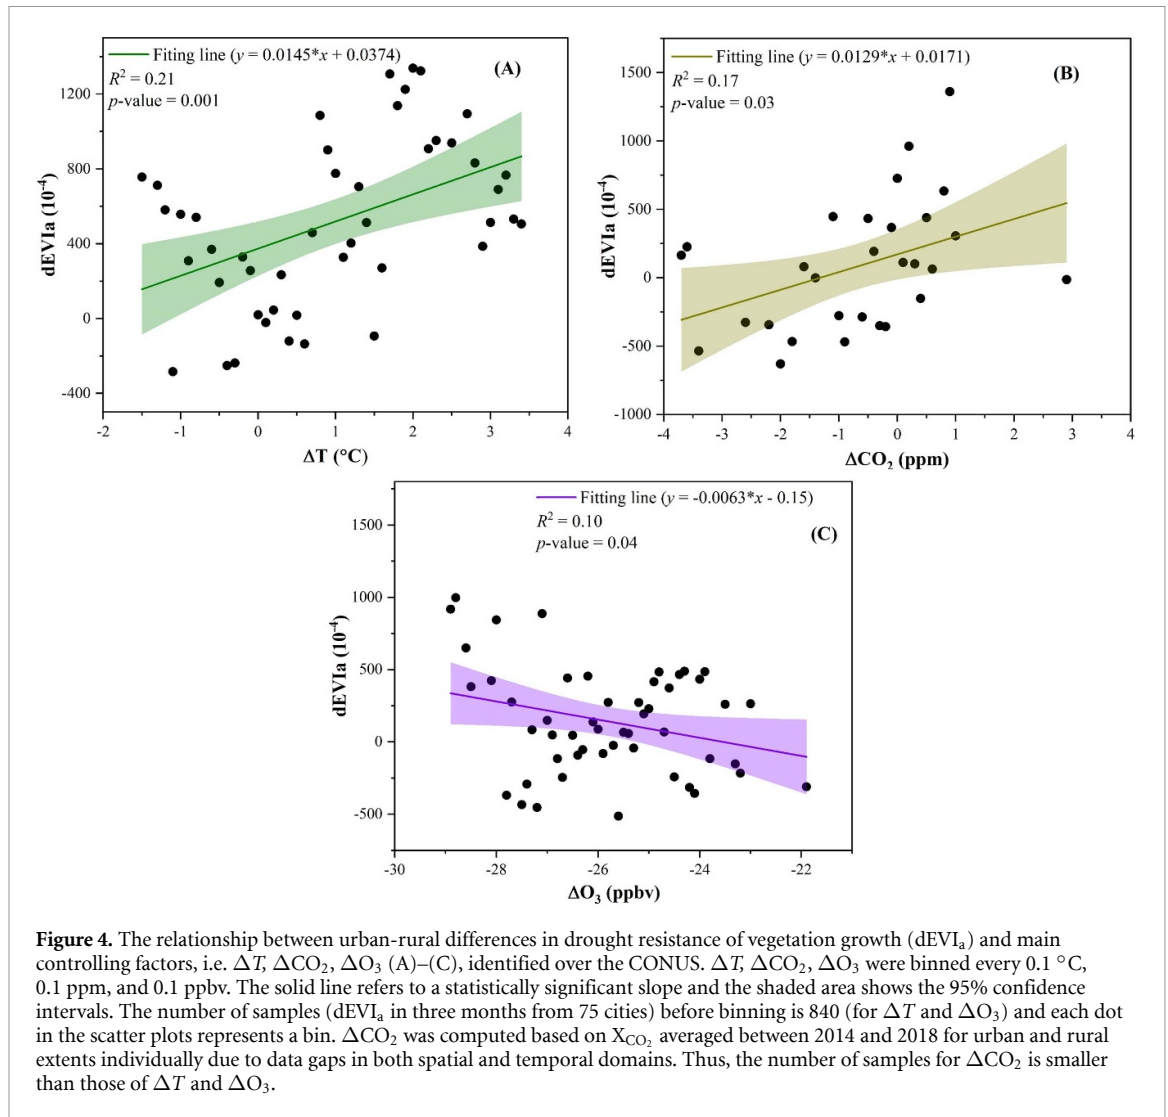 Fiting line (y = 0.0145*x + 0.0374)
R² = 0.21
p-value = 0.001
(A)
1200
800
400
0
-400
dEVIa (10⁻⁴)
-2 -1 0 1 2 3 4
ΔT (°C)
Fitting line (y = 0.0129*x + 0.0171)
R² = 0.17
p-value = 0.03
(B)
1500
1000
500
0
-500
-1000
dEVIa (10⁻⁴)
-4 -3 -2 -1 0 1 2 3 4
ΔCO₂ (ppm)
Fitting line (y = -0.0063*x - 0.15)
R² = 0.10
p-value = 0.04
(C)
1500
1000
500
0
-500
dEVIa (10⁻⁴)
-30 -28 -26 -24 -22
ΔO₃ (ppbv)
Figure 4. The relationship between urban-rural differences in drought resistance of vegetation growth (dEVIₐ) and main
controlling factors, i.e. ΔT, ΔCO₂, ΔO₃ (A)–(C), identified over the CONUS. ΔT, ΔCO₂, ΔO₃ were binned every 0.1 °C,
0.1 ppm, and 0.1 ppbv. The solid line refers to a statistically significant slope and the shaded area shows the 95% confidence
intervals. The number of samples (dEVIₐ in three months from 75 cities) before binning is 840 (for ΔT and ΔO₃) and each dot
in the scatter plots represents a bin. ΔCO₂ was computed based on X_CO₂ averaged between 2014 and 2018 for urban and rural
extents individually due to data gaps in both spatial and temporal domains. Thus, the number of samples for ΔCO₂ is smaller
than those of ΔT and ΔO₃.